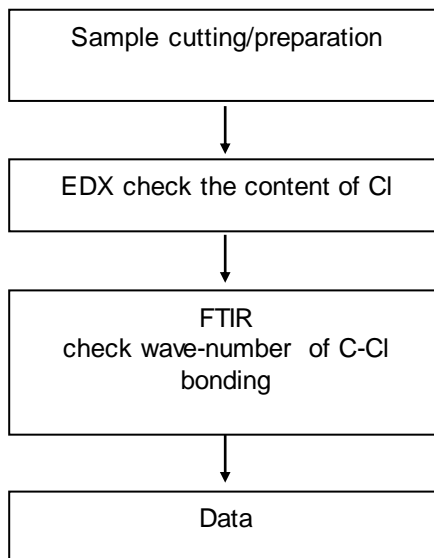 Sample cutting/preparation
EDX check the content of Cl
FTIR
check wave-number of C-Cl
bonding
Data